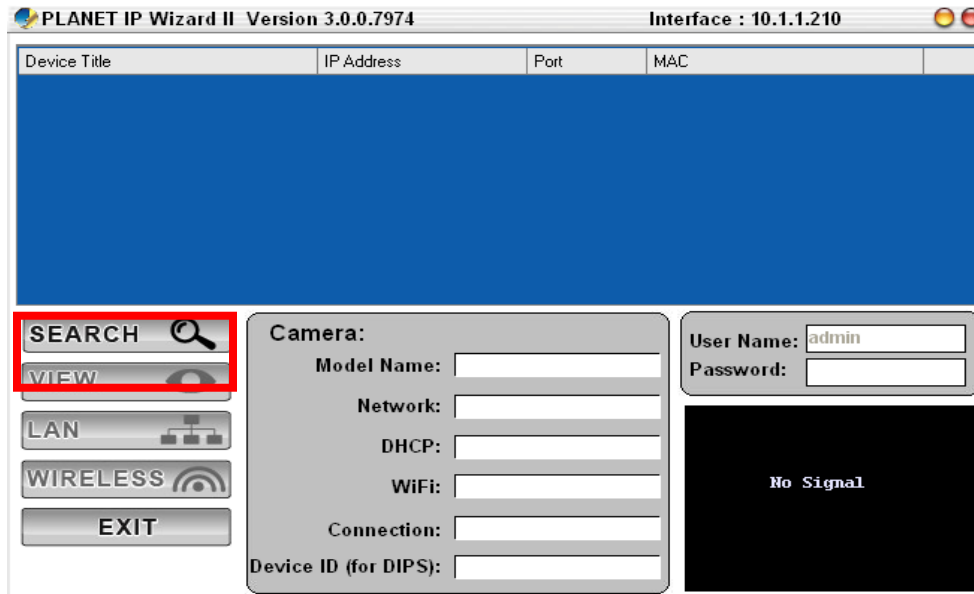 PLANET IP Wizard II Version 3.0.0.7974 Interface : 10.1.1.210
Device Title IP Address Port MAC
SEARCH
VIEW
LAN
WIRELESS
EXIT
Camera:
Model Name:
Network:
DHCP:
WiFi:
Connection:
Device ID (for DIPS):
User Name: admin
Password:
No Signal